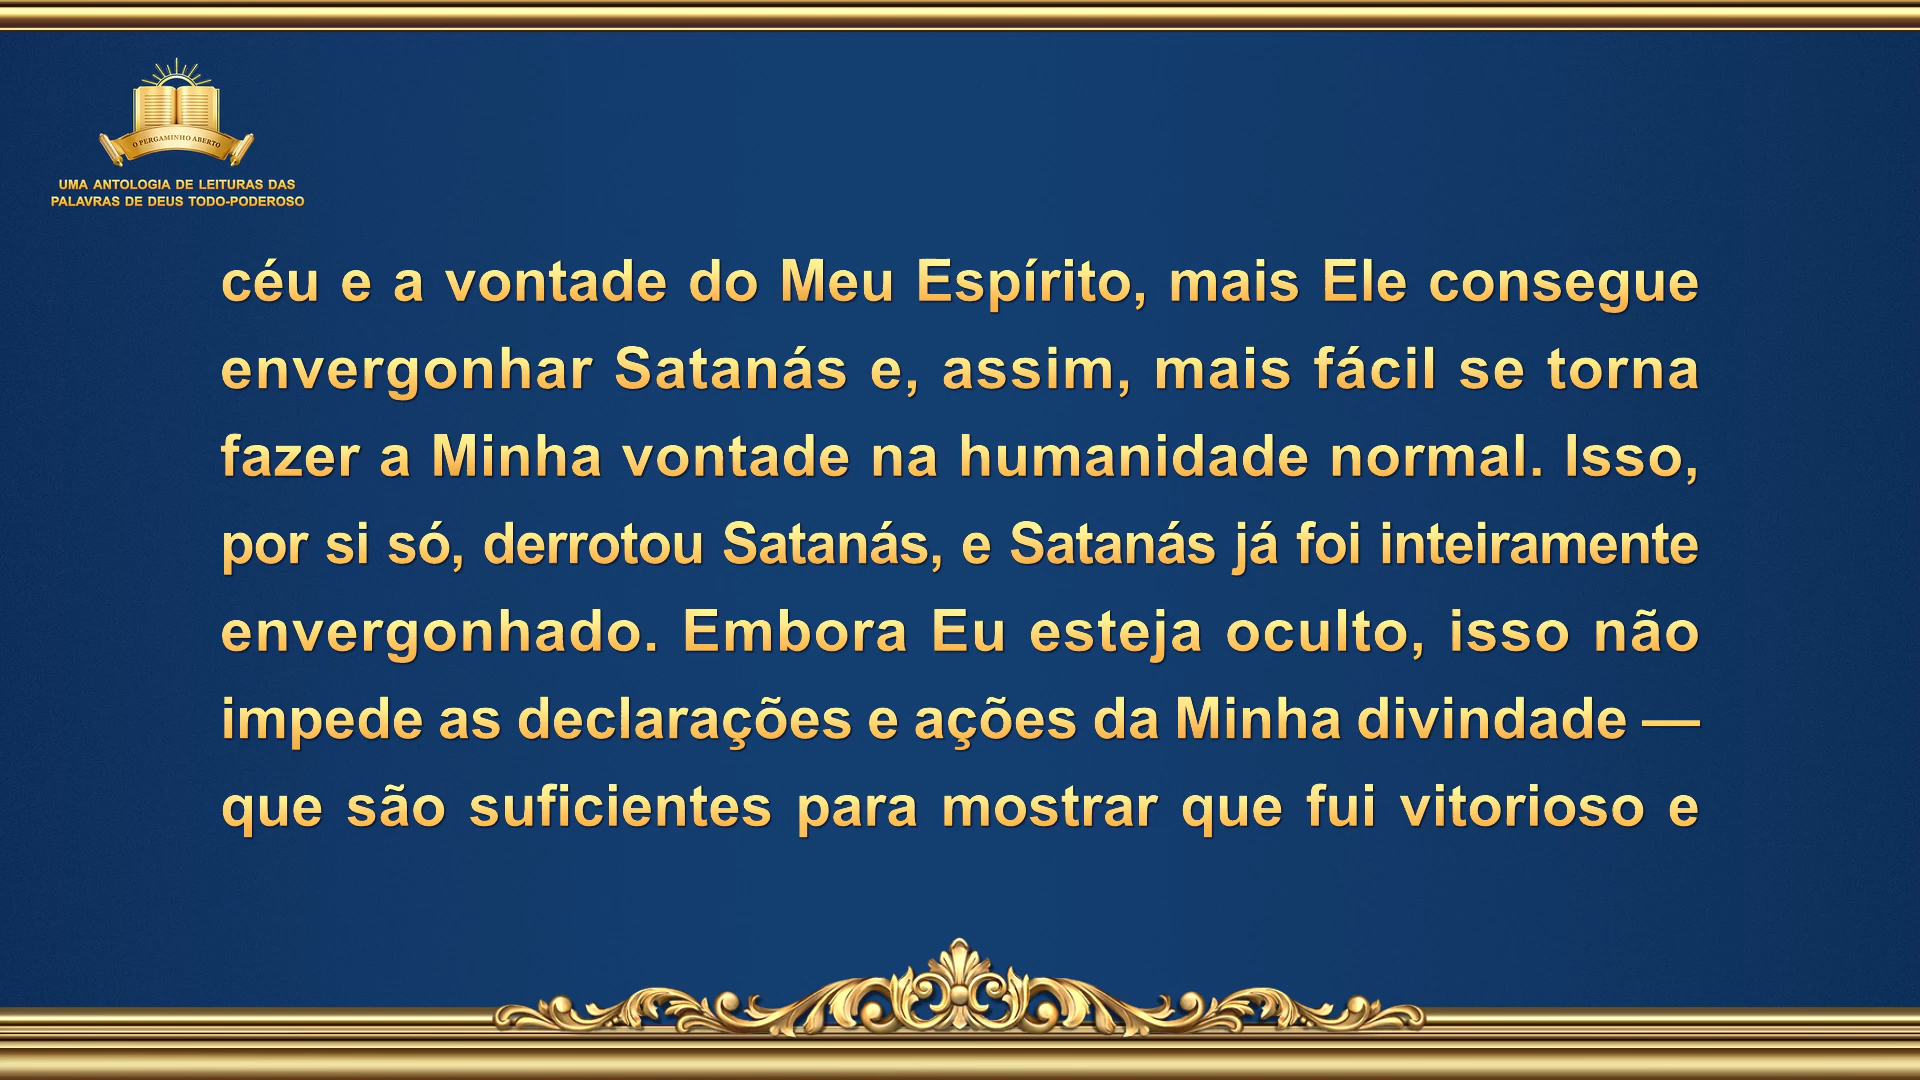 O PERGAMINHO ABERTO
UMA ANTOLOGIA DE LEITURAS DAS
PALAVRAS DE DEUS TODO-PODEROSO
céu e a vontade do Meu Espírito, mais Ele consegue
envergonhar Satanás e, assim, mais fácil se torna
fazer a Minha vontade na humanidade normal. Isso,
por si só, derrotou Satanás, e Satanás já foi inteiramente
envergonhado. Embora Eu esteja oculto, isso não
impede as declarações e ações da Minha divindade —
que são suficientes para mostrar que fui vitorioso e